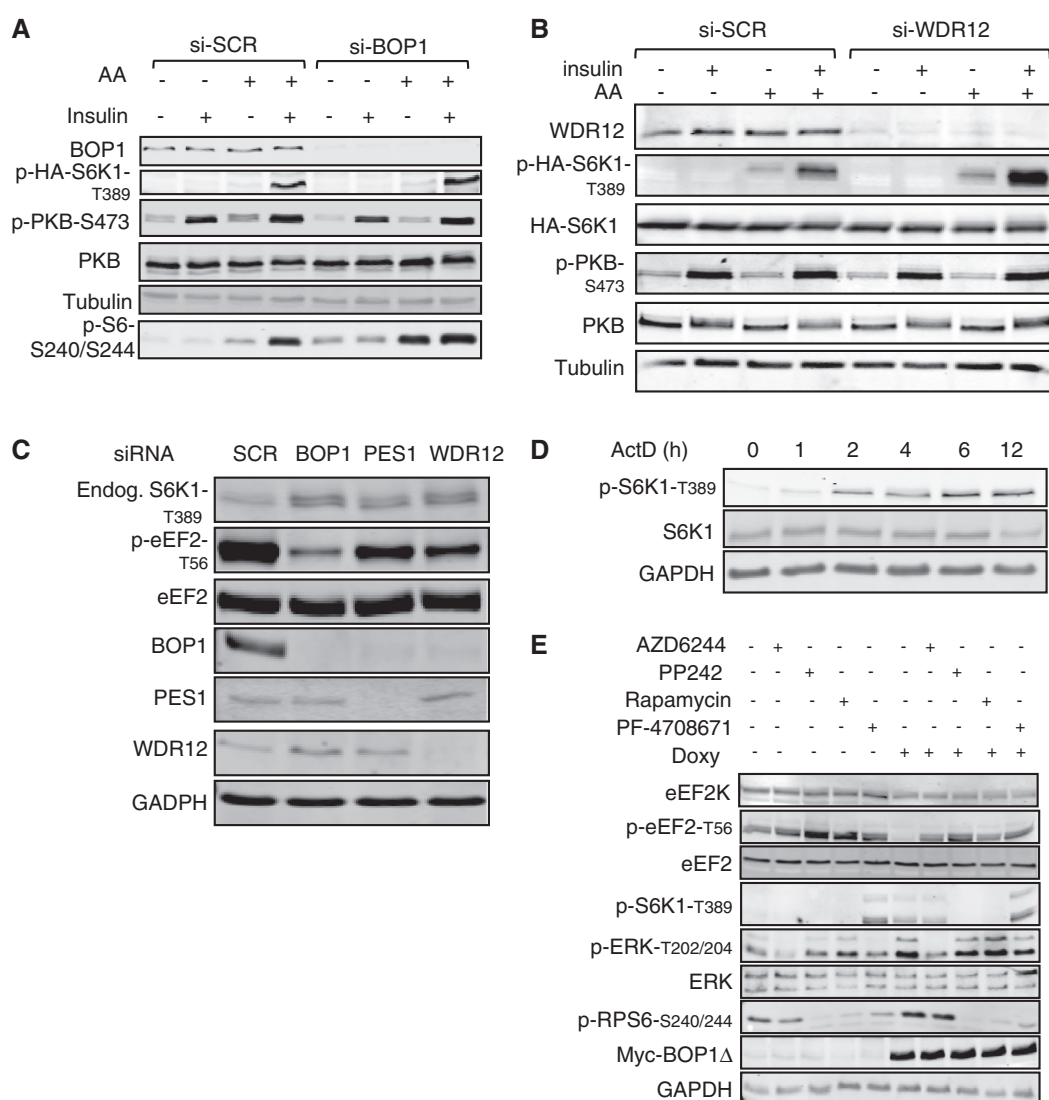 A
si-SCR si-BOP1
AA - - + + - - + +
Insulin - + - + - + - +
BOP1
p-HA-S6K1-
T389
p-PKB-S473
PKB
Tubulin
p-S6-
S240/S244
B
si-SCR si-WDR12
insulin - + - + - + - +
AA - - + + - - + +
WDR12
p-HA-S6K1-
T389
HA-S6K1
p-PKB-
S473
PKB
Tubulin
C
siRNA SCR BOP1 PES1 WDR12
Endog. S6K1-
T389
p-eEF2-
T56
eEF2
BOP1
PES1
WDR12
GADPH
D
ActD (h) 0 1 2 4 6 12
p-S6K1-T389
S6K1
GAPDH
E
AZD6244 - + - - - - + - - -
PP242 - - + - - - - + - -
Rapamycin - - - + - - - - + -
PF-4708671 - - - - + - - - - +
Doxy - - - - - + + + + +
eEF2K
p-eEF2-T56
eEF2
p-S6K1-T389
p-ERK-T202/204
ERK
p-RPS6-S240/244
Myc-BOP1Δ
GAPDH